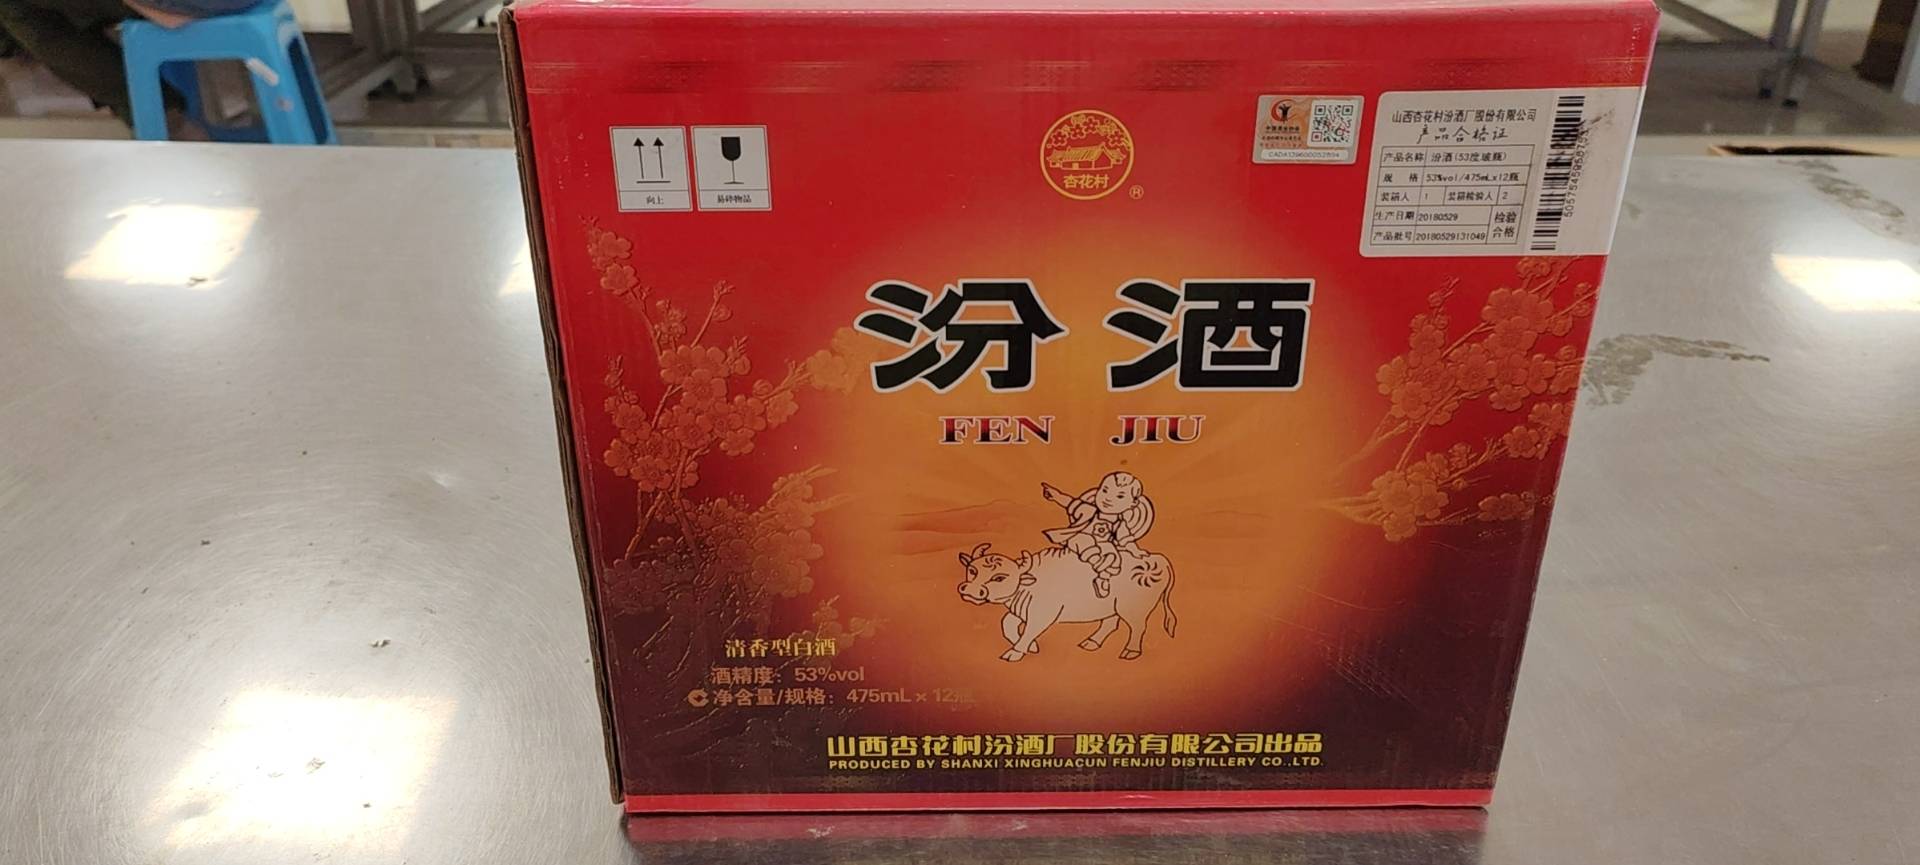 向上
易碎物品
杏花村
®
CADA139600052894
山西杏花村汾酒厂股份有限公司
产品合格证
产品名称 汾酒(53度玻瓶)
规 格 53%vol/475mLx12瓶
装箱人 1 装箱检验人 2
生产日期 20180529 检验
产品批号 20180529131049 合格
汾酒
FEN JIU
清香型白酒
酒精度：53%vol
净含量/规格：475mL×12瓶
山西杏花村汾酒厂股份有限公司出品
PRODUCED BY SHANXI XINGHUACUN FENJIU DISTILLERY CO.,LTD.